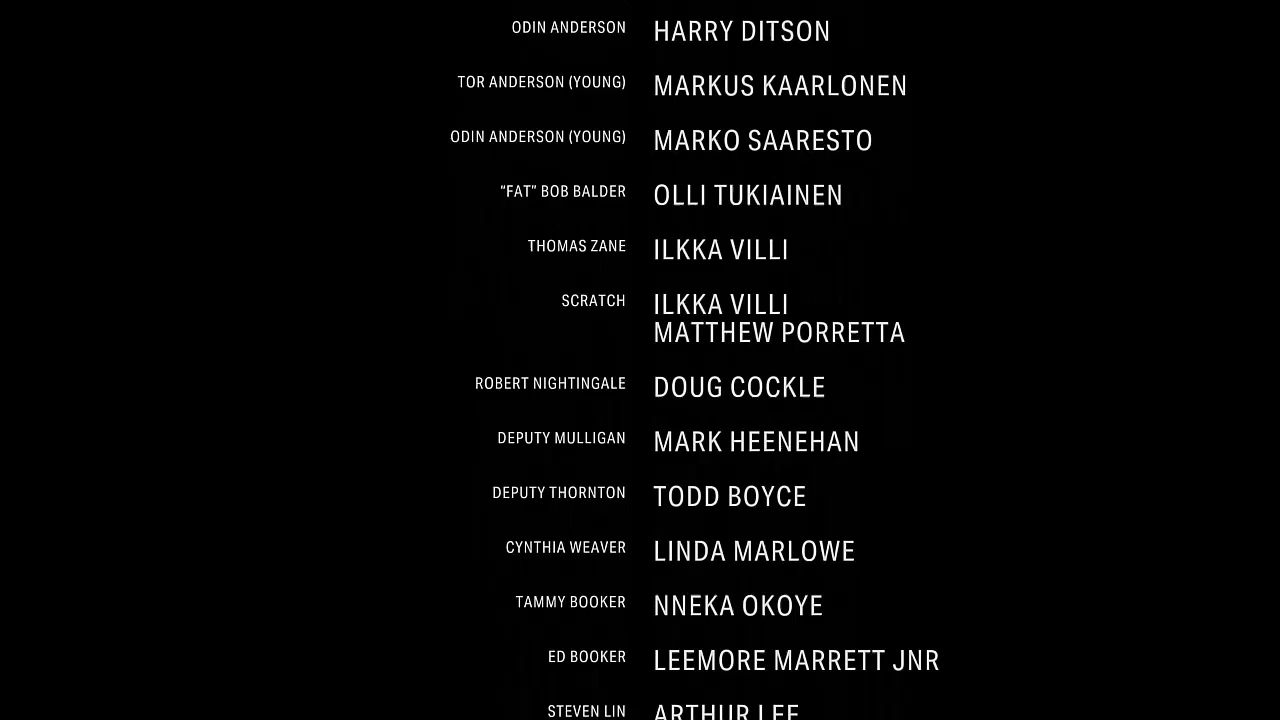 ODIN ANDERSON HARRY DITSON
TOR ANDERSON (YOUNG) MARKUS KAARLONEN
ODIN ANDERSON (YOUNG) MARKO SAARESTO
“FAT” BOB BALDER OLLI TUKIAINEN
THOMAS ZANE ILKKA VILLI
SCRATCH ILKKA VILLI
MATTHEW PORRETTA
ROBERT NIGHTINGALE DOUG COCKLE
DEPUTY MULLIGAN MARK HEENEHAN
DEPUTY THORNTON TODD BOYCE
CYNTHIA WEAVER LINDA MARLOWE
TAMMY BOOKER NNEKA OKOYE
ED BOOKER LEEMORE MARRETT JNR
STEVEN LIN ARTHUR LEE